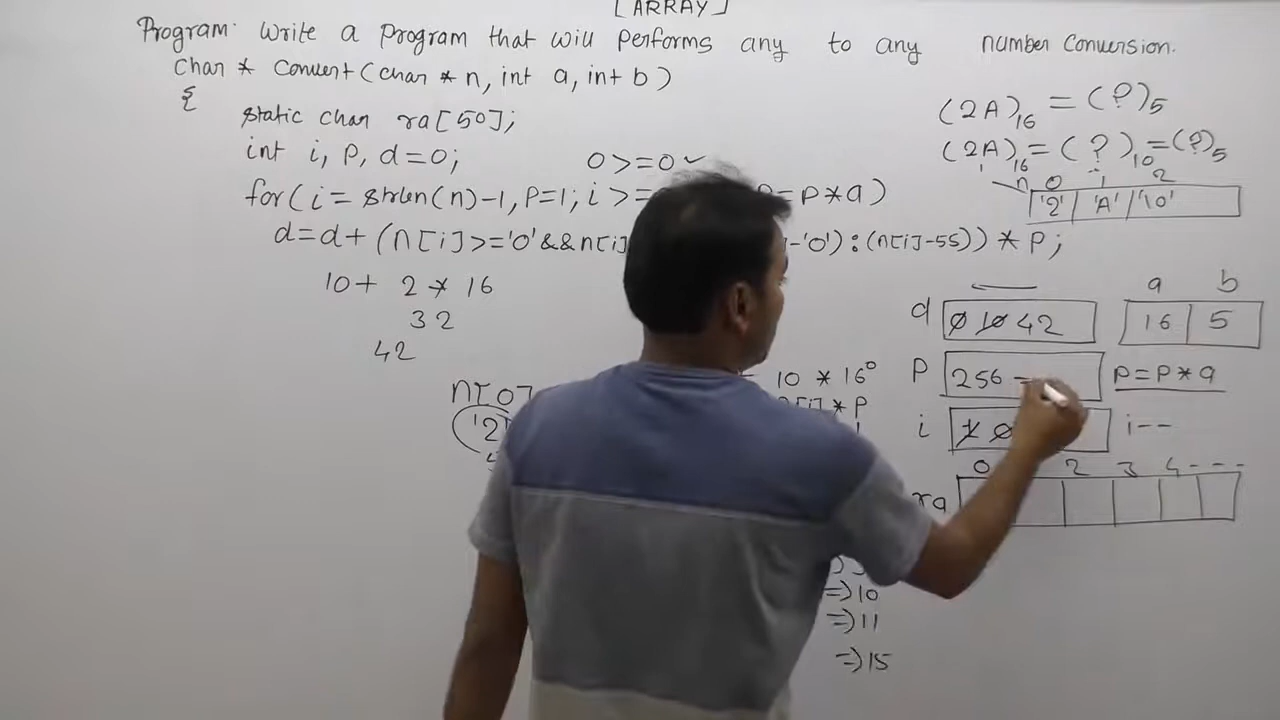 [ARRAY]
Program: Write a program that will performs any to any number conversion.
char * convert(char * n, int a, int b)
{
static char ra[50];
int i, p, d=0;
0>=0 ✓
for(i= strlen(n)-1, p=1; i>= p=p*a)
d=d+(n[i]>='0'&&n[i] -'0'):(n[i]-55))*p;
10+ 2 * 16
32
42
(2A)16 = (?)5
(2A)16 = (?)10 = (?)5
n 0 1 2
'2' 'A' '\0'
a b
d 0 10 42 16 5
p 256 p=p*a
i 1 0 i--
0 2 3 4---
ra
n[0]
'2'
10 * 16⁰
*p
=>10
=>11
=>15